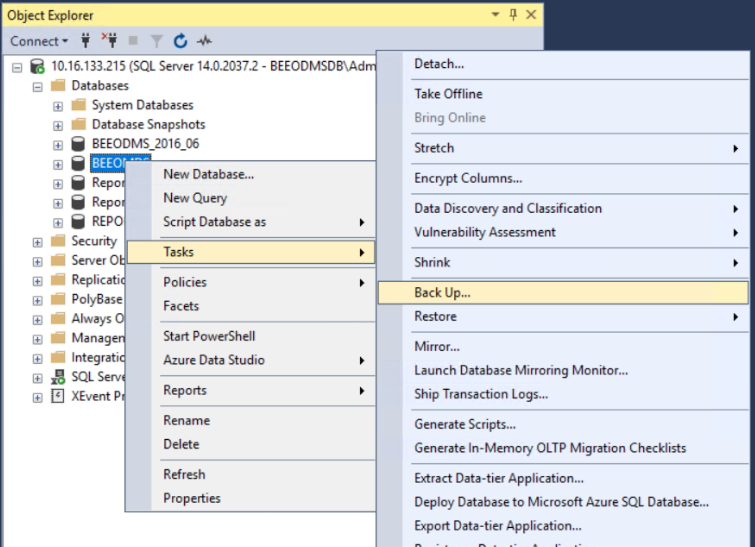 Object Explorer
Connect
10.16.133.215 (SQL Server 14.0.2037.2 - BEEODMSDB\Adm
Databases
System Databases
Database Snapshots
BEEODMS_2016_06
Repor
Repor
REPO
Security
Server Ob
Replicatio
PolyBase
Always O
Managem
Integratio
SQL Serve
XEvent Pr
New Database...
New Query
Script Database as
Tasks
Policies
Facets
Start PowerShell
Azure Data Studio
Reports
Rename
Delete
Refresh
Properties
Detach...
Take Offline
Bring Online
Stretch
Encrypt Columns...
Data Discovery and Classification
Vulnerability Assessment
Shrink
Back Up...
Restore
Mirror...
Launch Database Mirroring Monitor...
Ship Transaction Logs...
Generate Scripts...
Generate In-Memory OLTP Migration Checklists
Extract Data-tier Application...
Deploy Database to Microsoft Azure SQL Database...
Export Data-tier Application...